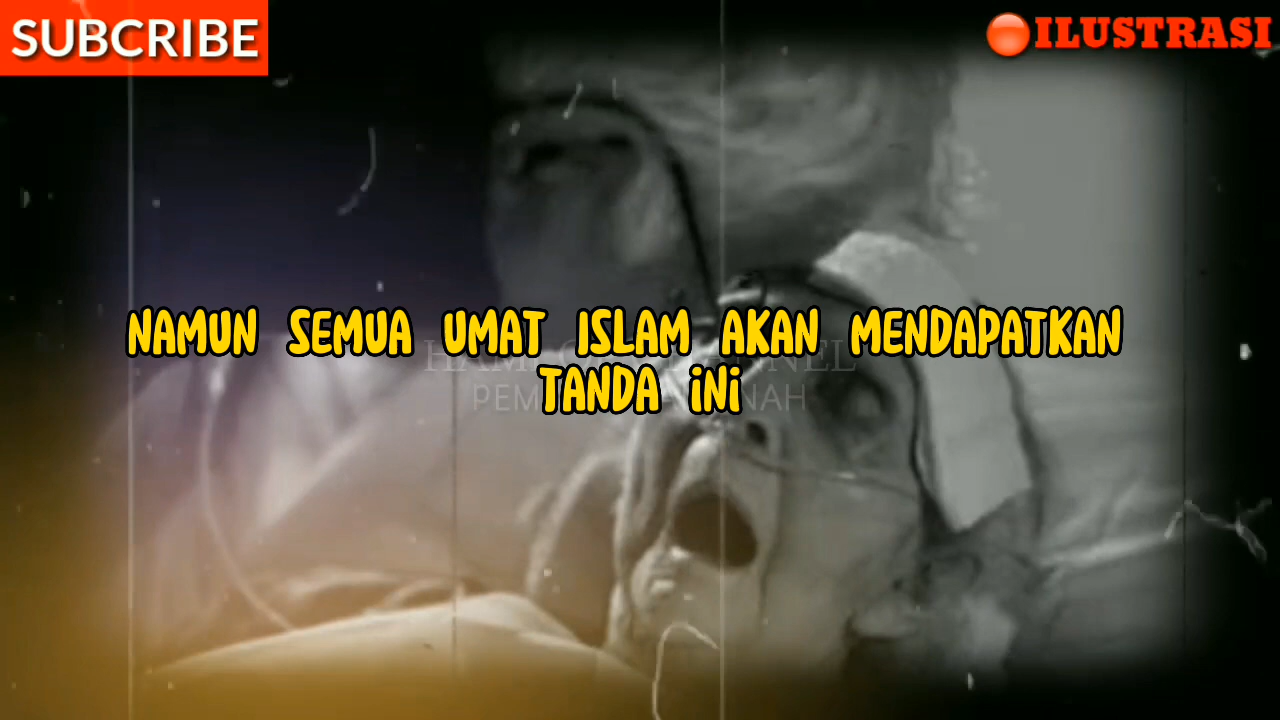 SUBCRIBE
ILUSTRASI
NAMUN SEMUA UMAT ISLAM AKAN MENDAPATKAN
TANDA iNi